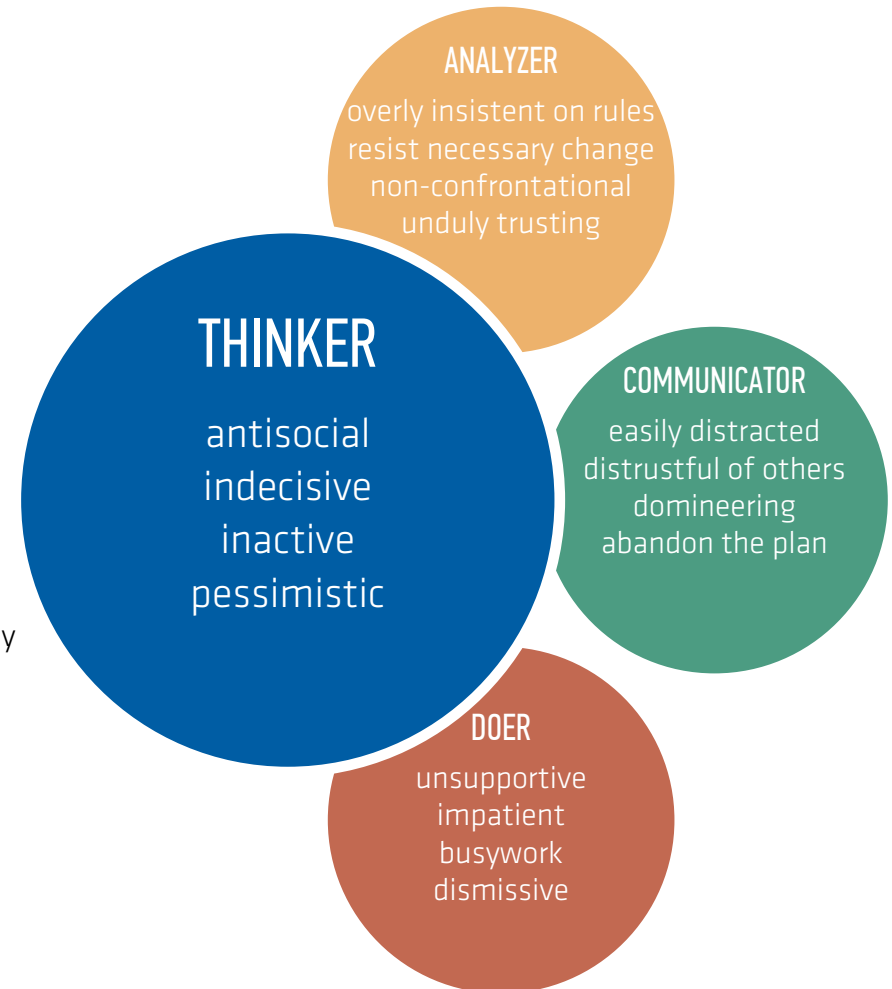 ANALYZER
overly insistent on rules
resist necessary change
non-confrontational
unduly trusting
THINKER
antisocial
indecisive
inactive
pessimistic
y
COMMUNICATOR
easily distracted
distrustful of others
domineering
abandon the plan
DOER
unsupportive
impatient
busywork
dismissive